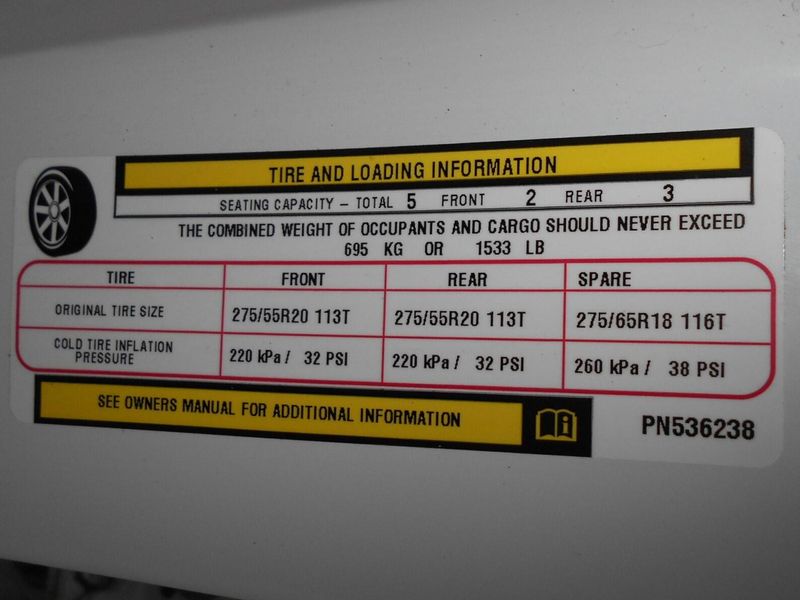 TIRE AND LOADING INFORMATION
SEATING CAPACITY – TOTAL 5 FRONT 2 REAR 3
THE COMBINED WEIGHT OF OCCUPANTS AND CARGO SHOULD NEVER EXCEED
695 KG OR 1533 LB
TIRE FRONT REAR SPARE
ORIGINAL TIRE SIZE 275/55R20 113T 275/55R20 113T 275/65R18 116T
COLD TIRE INFLATION
PRESSURE 220 kPa / 32 PSI 220 kPa / 32 PSI 260 kPa / 38 PSI
SEE OWNERS MANUAL FOR ADDITIONAL INFORMATION
PN536238